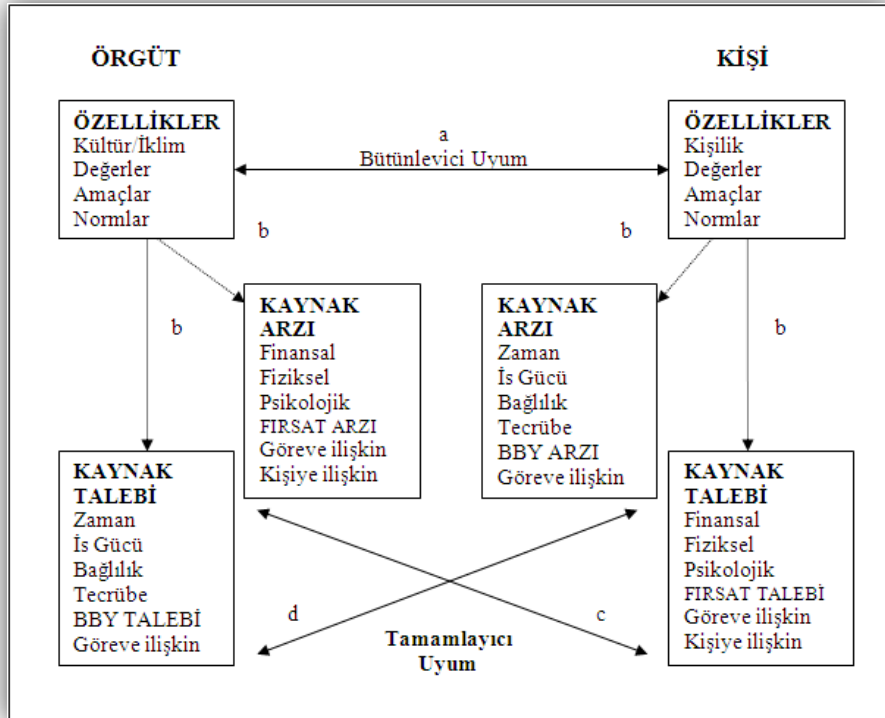 ÖRGÜT
KİŞİ
ÖZELLİKLER
Kültür/İklim
Değerler
Amaçlar
Normlar
a
Bütünlevici Uyum
ÖZELLİKLER
Kişilik
Değerler
Amaçlar
Normlar
b
b
b
b
KAYNAK
ARZI
Finansal
Fiziksel
Psikolojik
FIRSAT ARZI
Göreve ilişkin
Kişiye ilişkin
KAYNAK
ARZI
Zaman
İs Gücü
Bağlılık
Tecrübe
BBY ARZI
Göreve ilişkin
KAYNAK
TALEBİ
Zaman
İs Gücü
Bağlılık
Tecrübe
BBY TALEBİ
Göreve ilişkin
KAYNAK
TALEBİ
Finansal
Fiziksel
Psikolojik
FIRSAT TALEBİ
Göreve ilişkin
Kişiye ilişkin
d
c
Tamamlayıcı
Uyum